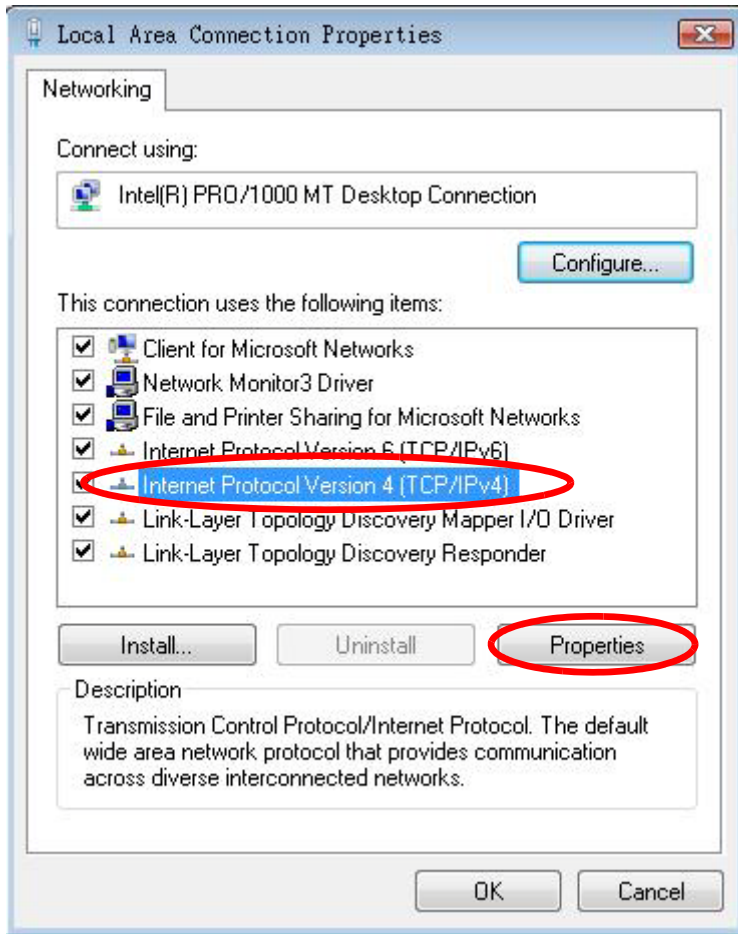 Local Area Connection Properties
Networking
Connect using:
Intel(R) PRO/1000 MT Desktop Connection
Configure...
This connection uses the following items:
Client for Microsoft Networks
Network Monitor3 Driver
File and Printer Sharing for Microsoft Networks
Internet Protocol Version 6 (TCP/IPv6)
Internet Protocol Version 4 (TCP/IPv4)
Link-Layer Topology Discovery Mapper I/O Driver
Link-Layer Topology Discovery Responder
Install... Uninstall Properties
Description
Transmission Control Protocol/Internet Protocol. The default
wide area network protocol that provides communication
across diverse interconnected networks.
OK Cancel